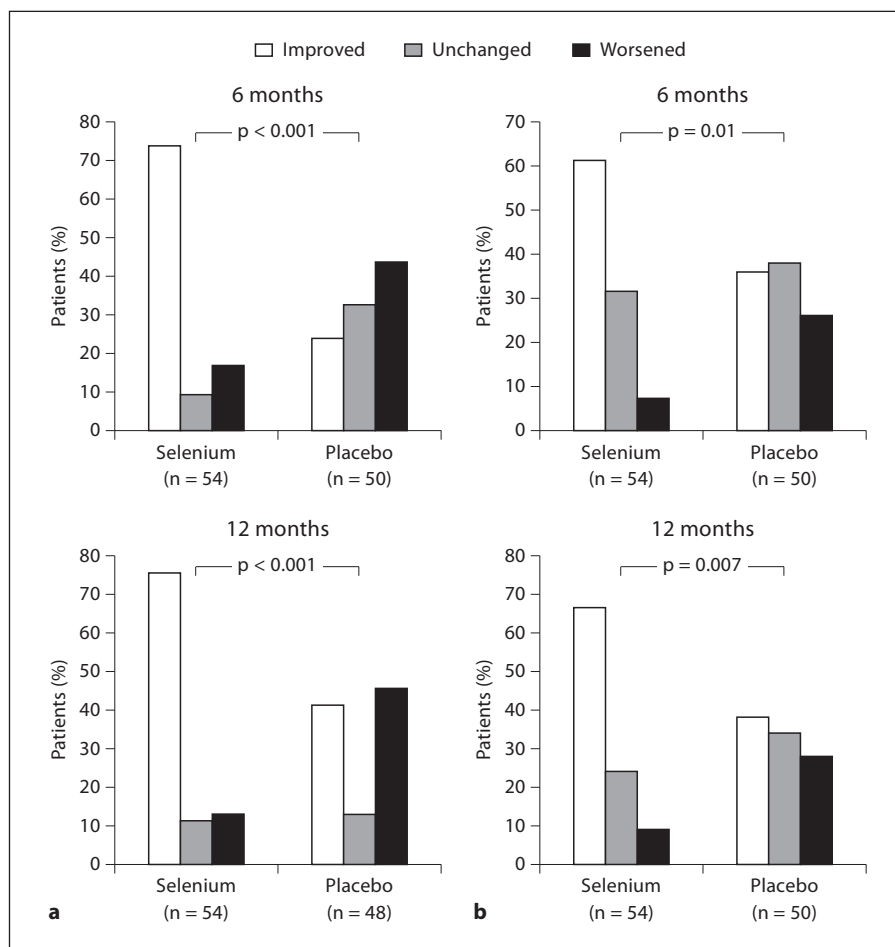 Improved Unchanged Worsened
6 months
80
70
60
50
40
30
20
10
0
Patients (%)
p < 0.001
Selenium
(n = 54)
Placebo
(n = 50)
6 months
70
60
50
40
30
20
10
0
Patients (%)
p = 0.01
Selenium
(n = 54)
Placebo
(n = 50)
12 months
80
70
60
50
40
30
20
10
0
Patients (%)
p < 0.001
Selenium
(n = 54)
Placebo
(n = 48)
a
12 months
80
70
60
50
40
30
20
10
0
Patients (%)
p = 0.007
Selenium
(n = 54)
Placebo
(n = 50)
b